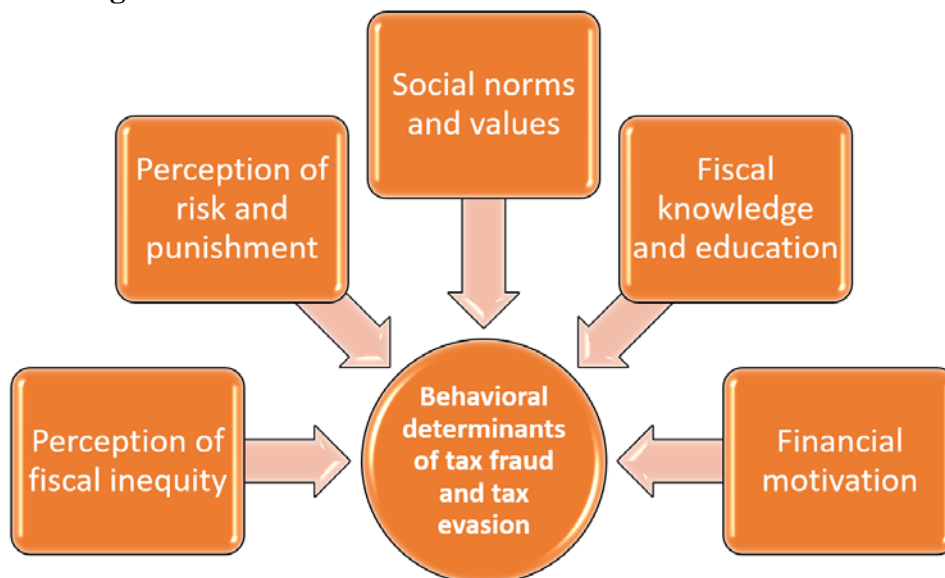 Social norms
and values
Perception of
risk and
punishment
Fiscal
knowledge
and education
Perception of
fiscal inequity
Behavioral
determinants
of tax fraud
and tax
evasion
Financial
motivation